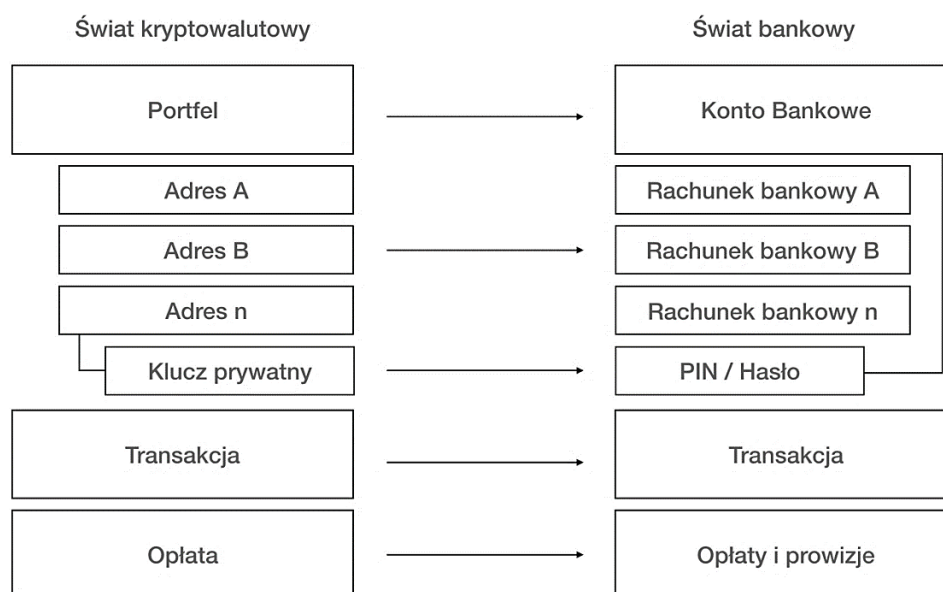 Świat kryptowalutowy
Świat bankowy
Portfel
Konto Bankowe
Adres A
Rachunek bankowy A
Adres B
Rachunek bankowy B
Adres n
Rachunek bankowy n
Klucz prywatny
PIN / Hasło
Transakcja
Transakcja
Opłata
Opłaty i prowizje